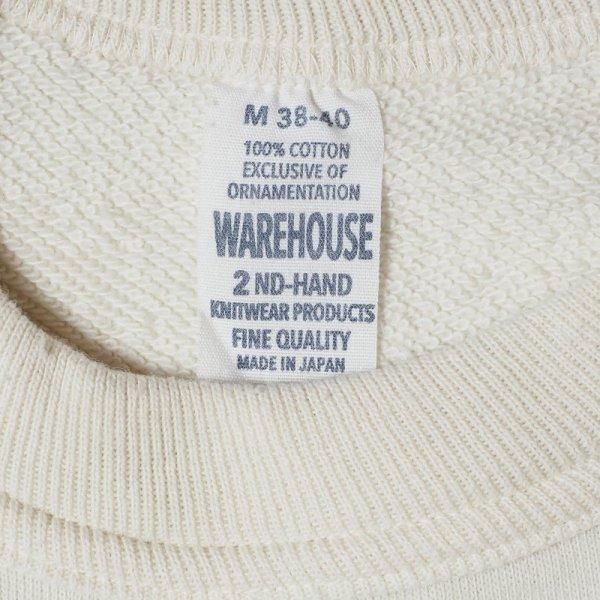 M 38-40
100% COTTON
EXCLUSIVE OF
ORNAMENTATION
WAREHOUSE
2 ND-HAND
KNITWEAR PRODUCTS
FINE QUALITY
MADE IN JAPAN